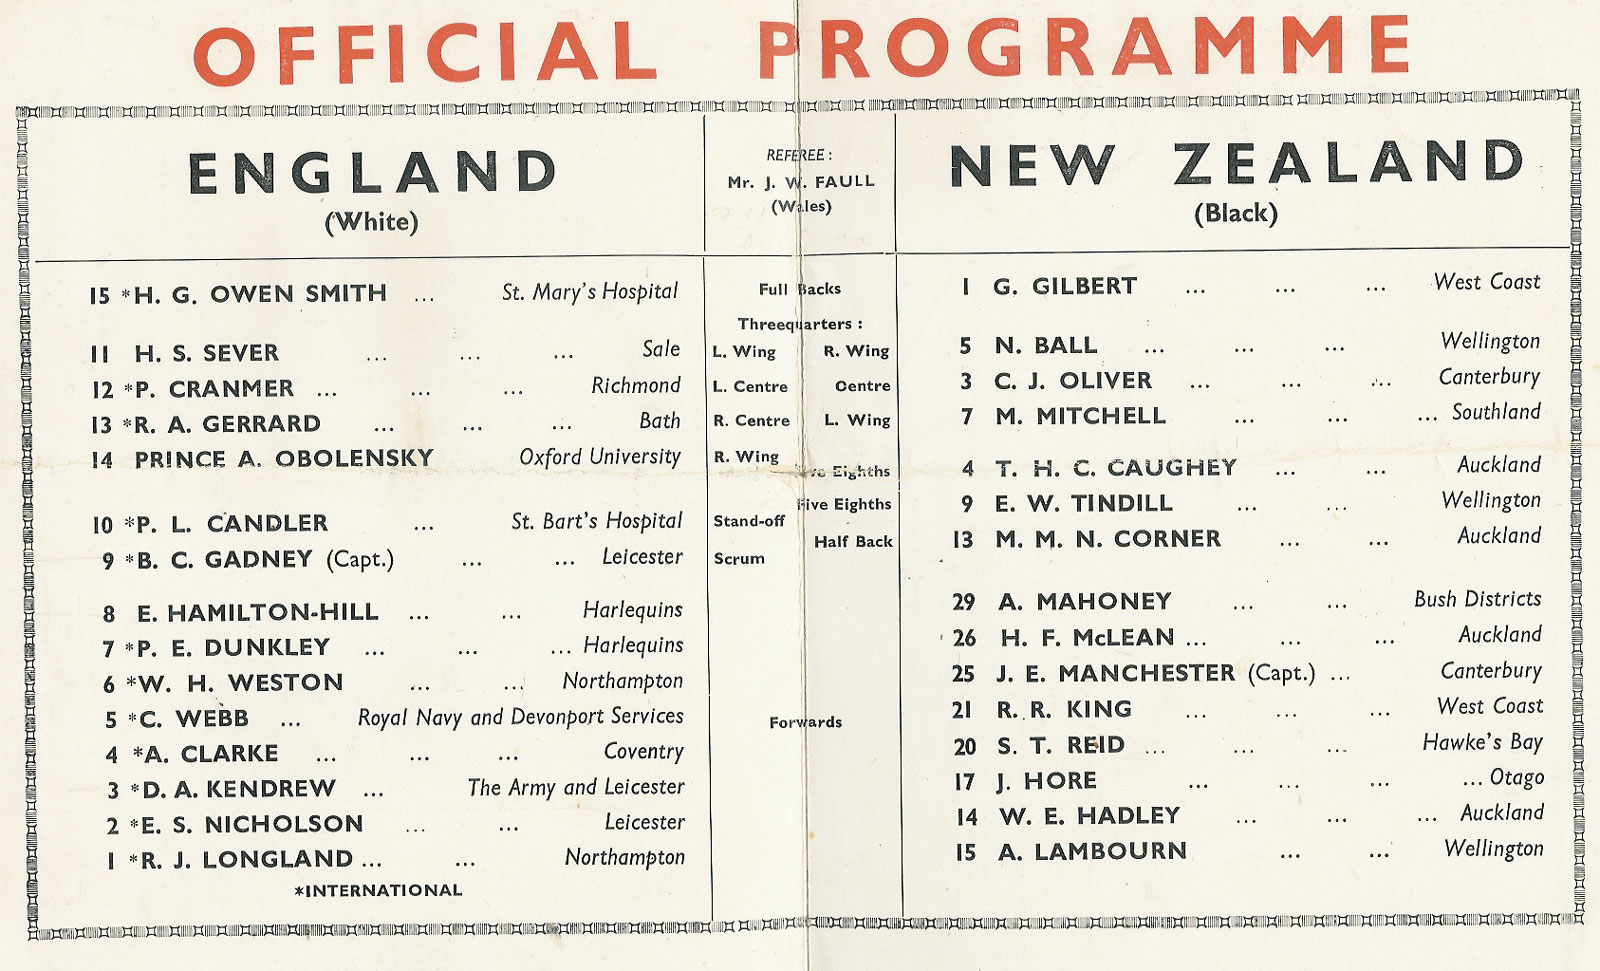 OFFICIAL PROGRAMME
ENGLAND
(White)
REFEREE :
Mr. J. W. FAULL
(Wales)
NEW ZEALAND
(Black)
15 *H. G. OWEN SMITH ... St. Mary's Hospital
11 H. S. SEVER ... ... ... Sale
12 *P. CRANMER ... ... ... Richmond
13 *R. A. GERRARD ... ... ... Bath
14 PRINCE A. OBOLENSKY Oxford University
10 *P. L. CANDLER ... St. Bart's Hospital
9 *B. C. GADNEY (Capt.) ... ... Leicester
8 E. HAMILTON-HILL ... ... Harlequins
7 *P. E. DUNKLEY ... ... ... Harlequins
6 *W. H. WESTON ... ... Northampton
5 *C. WEBB ... Royal Navy and Devonport Services
4 *A. CLARKE ... ... ... Coventry
3 *D. A. KENDREW ... The Army and Leicester
2 *E. S. NICHOLSON ... ... Leicester
1 *R. J. LONGLAND ... ... Northampton
*INTERNATIONAL
Full Backs
Threequarters :
L. Wing R. Wing
L. Centre Centre
R. Centre L. Wing
R. Wing
Eighths
Five Eighths
Stand-off
Half Back
Scrum
Forwards
1 G. GILBERT ... ... ... West Coast
5 N. BALL ... ... ... Wellington
3 C. J. OLIVER ... ... ... Canterbury
7 M. MITCHELL ... ... ... Southland
4 T. H. C. CAUGHEY ... ... Auckland
9 E. W. TINDILL ... ... Wellington
13 M. M. N. CORNER ... ... Auckland
29 A. MAHONEY ... ... Bush Districts
26 H. F. McLEAN ... ... ... Auckland
25 J. E. MANCHESTER (Capt.) ... Canterbury
21 R. R. KING ... ... ... West Coast
20 S. T. REID ... ... ... Hawke's Bay
17 J. HORE ... ... ... ... Otago
14 W. E. HADLEY ... ... ... Auckland
15 A. LAMBOURN ... ... Wellington